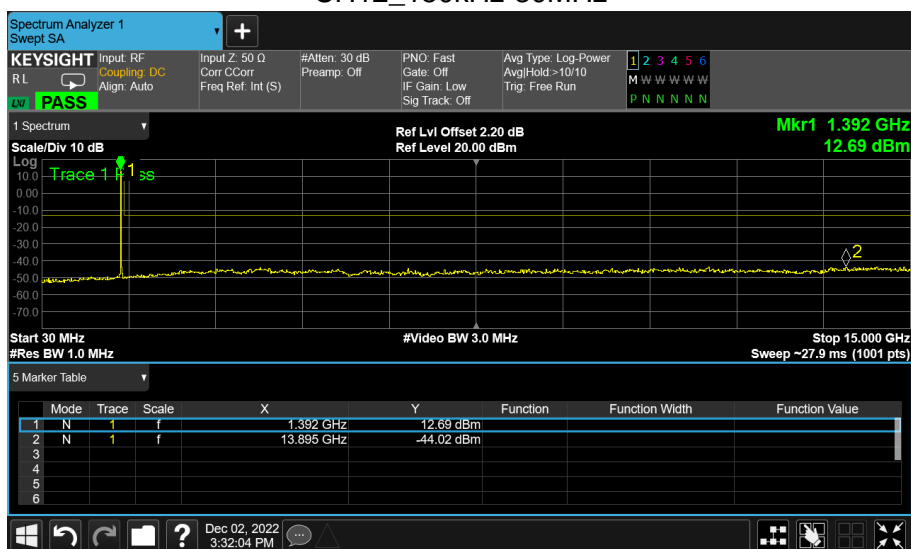 Spectrum Analyzer 1
Swept SA
KEYSIGHT
Input: RF
Coupling: DC
Align: Auto
Input Z: 50 Ω
Corr CCorr
Freq Ref: Int (S)
#Atten: 30 dB
Preamp: Off
PNO: Fast
Gate: Off
IF Gain: Low
Sig Track: Off
Avg Type: Log-Power
Avg|Hold:>10/10
Trig: Free Run
1 2 3 4 5 6
M W W W W W
P N N N N N
R L
LXI
PASS
1 Spectrum
Scale/Div 10 dB
Ref Lvl Offset 2.20 dB
Ref Level 20.00 dBm
Mkr1 1.392 GHz
12.69 dBm
Log
Trace 1 P 1 ss
10.0
0.00
-10.0
-20.0
-30.0
-40.0
-50.0
-60.0
-70.0
2
Start 30 MHz
#Res BW 1.0 MHz
#Video BW 3.0 MHz
Stop 15.000 GHz
Sweep ~27.9 ms (1001 pts)
5 Marker Table
Mode Trace Scale X Y Function Function Width Function Value
1 N 1 f 1.392 GHz 12.69 dBm
2 N 1 f 13.895 GHz -44.02 dBm
3
4
5
6
?
Dec 02, 2022
3:32:04 PM